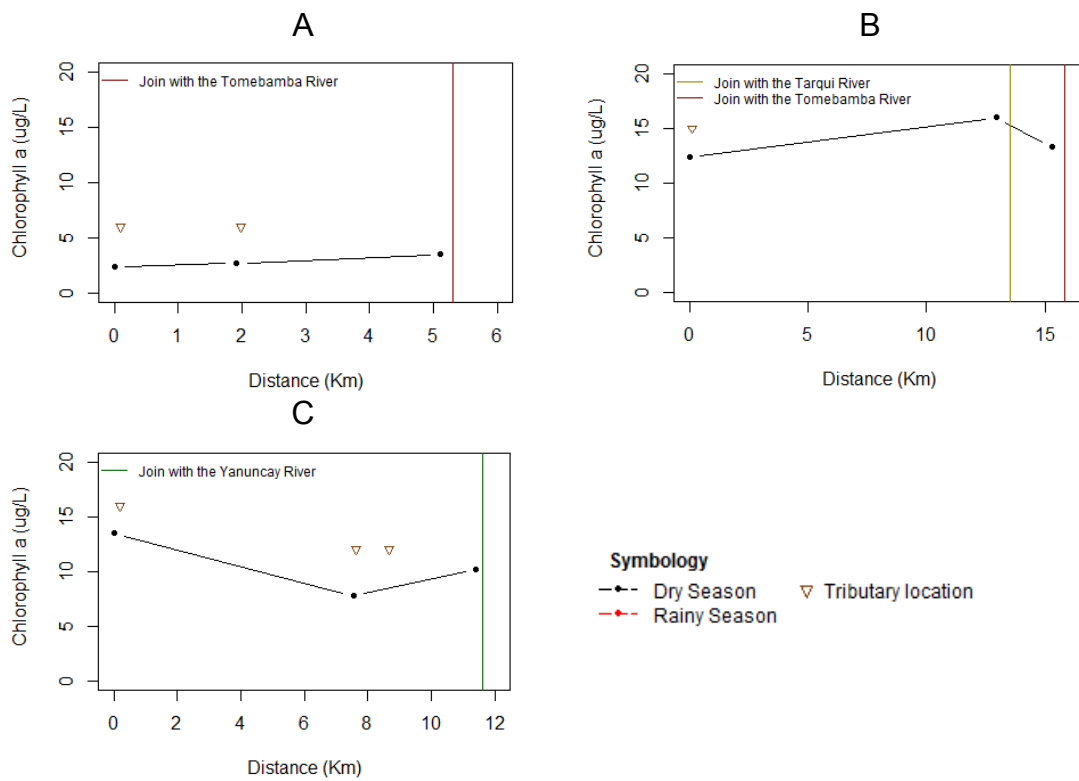 A
Join with the Tomebamba River
Chlorophyll a (ug/L)
20
15
10
5
0
0 1 2 3 4 5 6
Distance (Km)
B
Join with the Tarqui River
Join with the Tomebamba River
Chlorophyll a (ug/L)
20
15
10
5
0
0 5 10 15
Distance (Km)
C
Join with the Yanuncay River
Chlorophyll a (ug/L)
20
15
10
5
0
0 2 4 6 8 10 12
Distance (Km)
Symbology
Dry Season Tributary location
Rainy Season